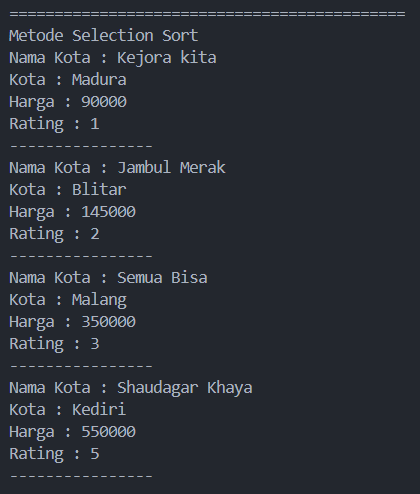 ============================================
Metode Selection Sort
Nama Kota : Kejora kita
Kota : Madura
Harga : 90000
Rating : 1
----------------
Nama Kota : Jambul Merak
Kota : Blitar
Harga : 145000
Rating : 2
----------------
Nama Kota : Semua Bisa
Kota : Malang
Harga : 350000
Rating : 3
----------------
Nama Kota : Shaudagar Khaya
Kota : Kediri
Harga : 550000
Rating : 5
----------------